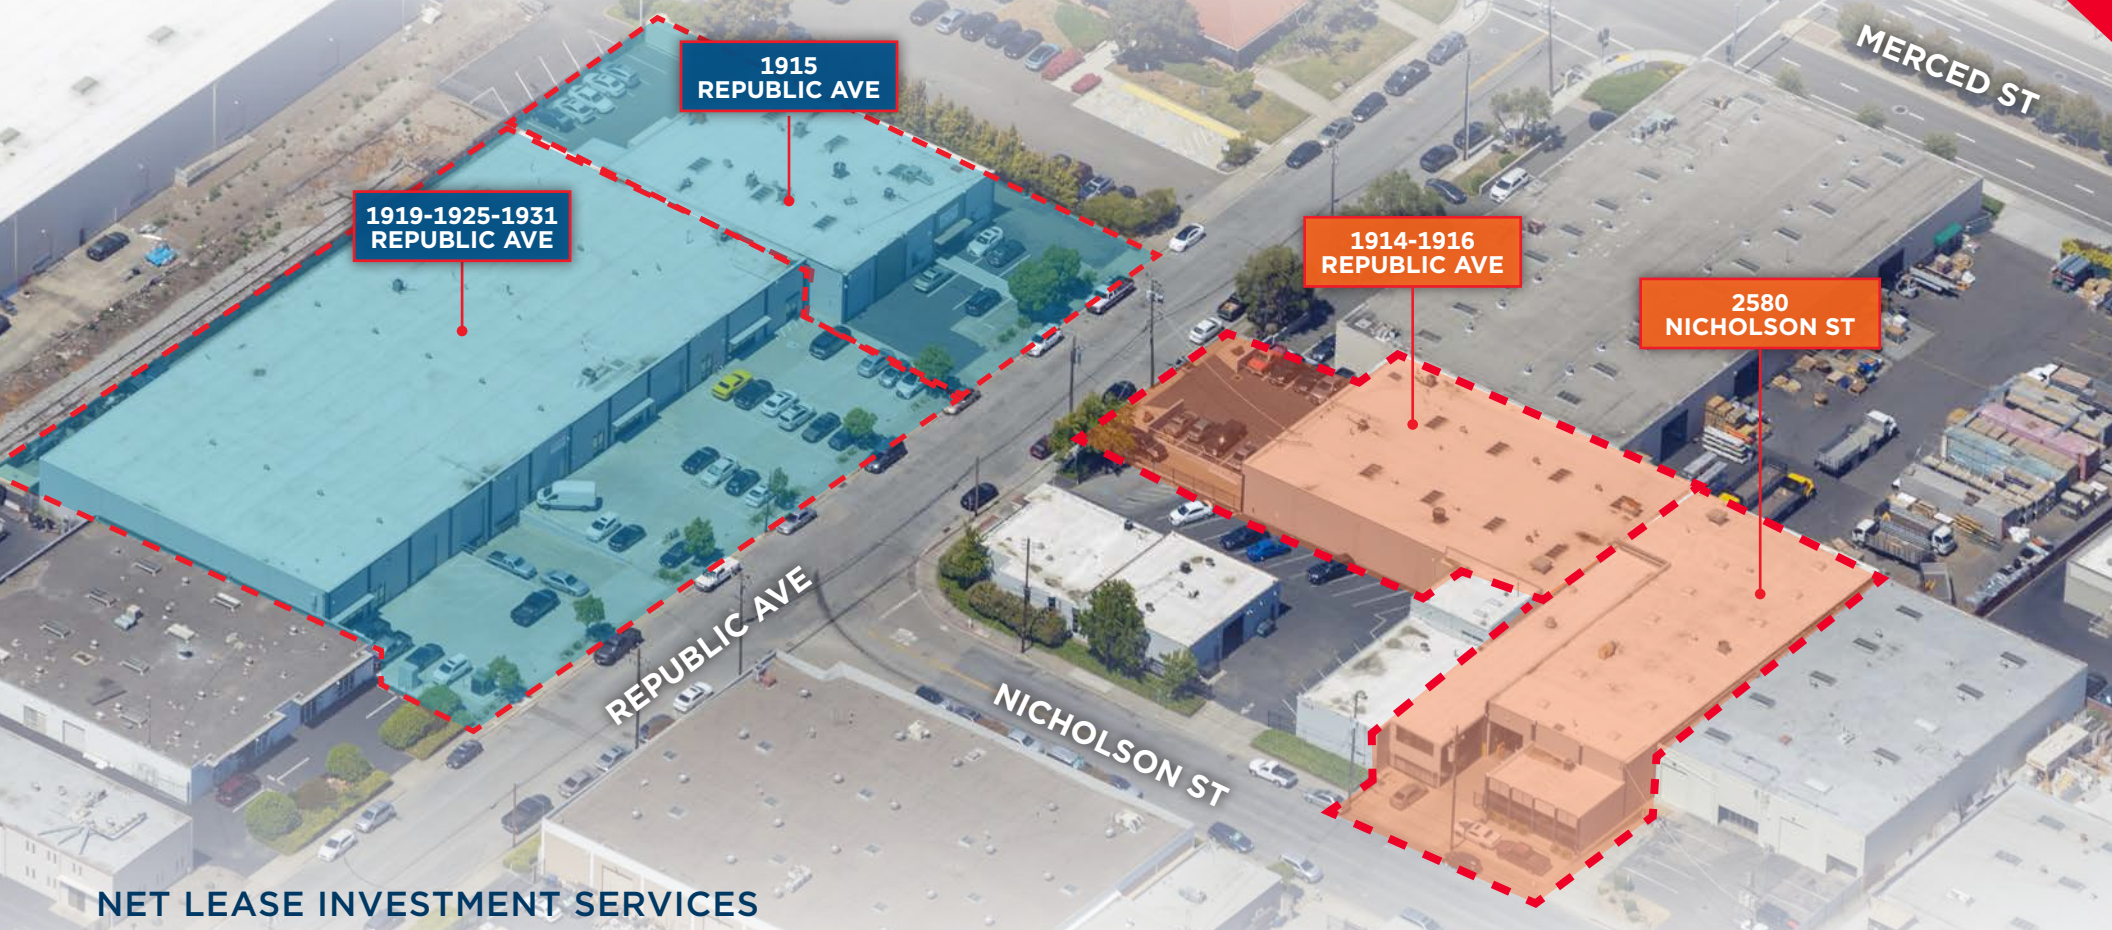 MERCED ST
1915
REPUBLIC AVE
1919-1925-1931
REPUBLIC AVE
1914-1916
REPUBLIC AVE
2580
NICHOLSON ST
REPUBLIC AVE
NICHOLSON ST
NET LEASE INVESTMENT SERVICES